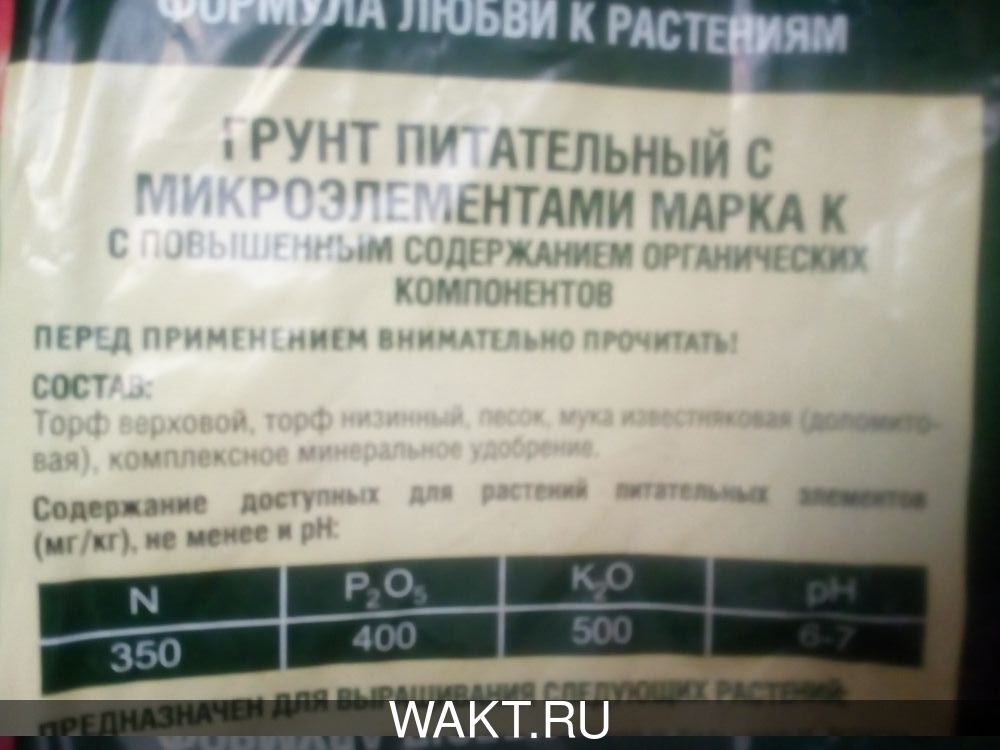 ФОРМУЛА ЛЮБВИ К РАСТЕНИЯМ
ГРУНТ ПИТАТЕЛЬНЫЙ С
МИКРОЭЛЕМЕНТАМИ МАРКА К
С ПОВЫШЕННЫМ СОДЕРЖАНИЕМ ОРГАНИЧЕСКИХ
КОМПОНЕНТОВ
ПЕРЕД ПРИМЕНЕНИЕМ ВНИМАТЕЛЬНО ПРОЧИТАТЬ!
СОСТАВ:
Торф верховой, торф низинный, песок, мука известняковая (доломито-
вая), комплексное минеральное удобрение.
Содержание доступных для растений питательных элементов
(мг/кг), не менее и pH:
N P₂O₅ K₂O pH
350 400 500 6-7
ПРЕДНАЗНАЧЕН ДЛЯ ВЫРАЩИВАНИЯ СЛЕДУЮЩИХ РАСТЕНИЙ:
WAKT.RU